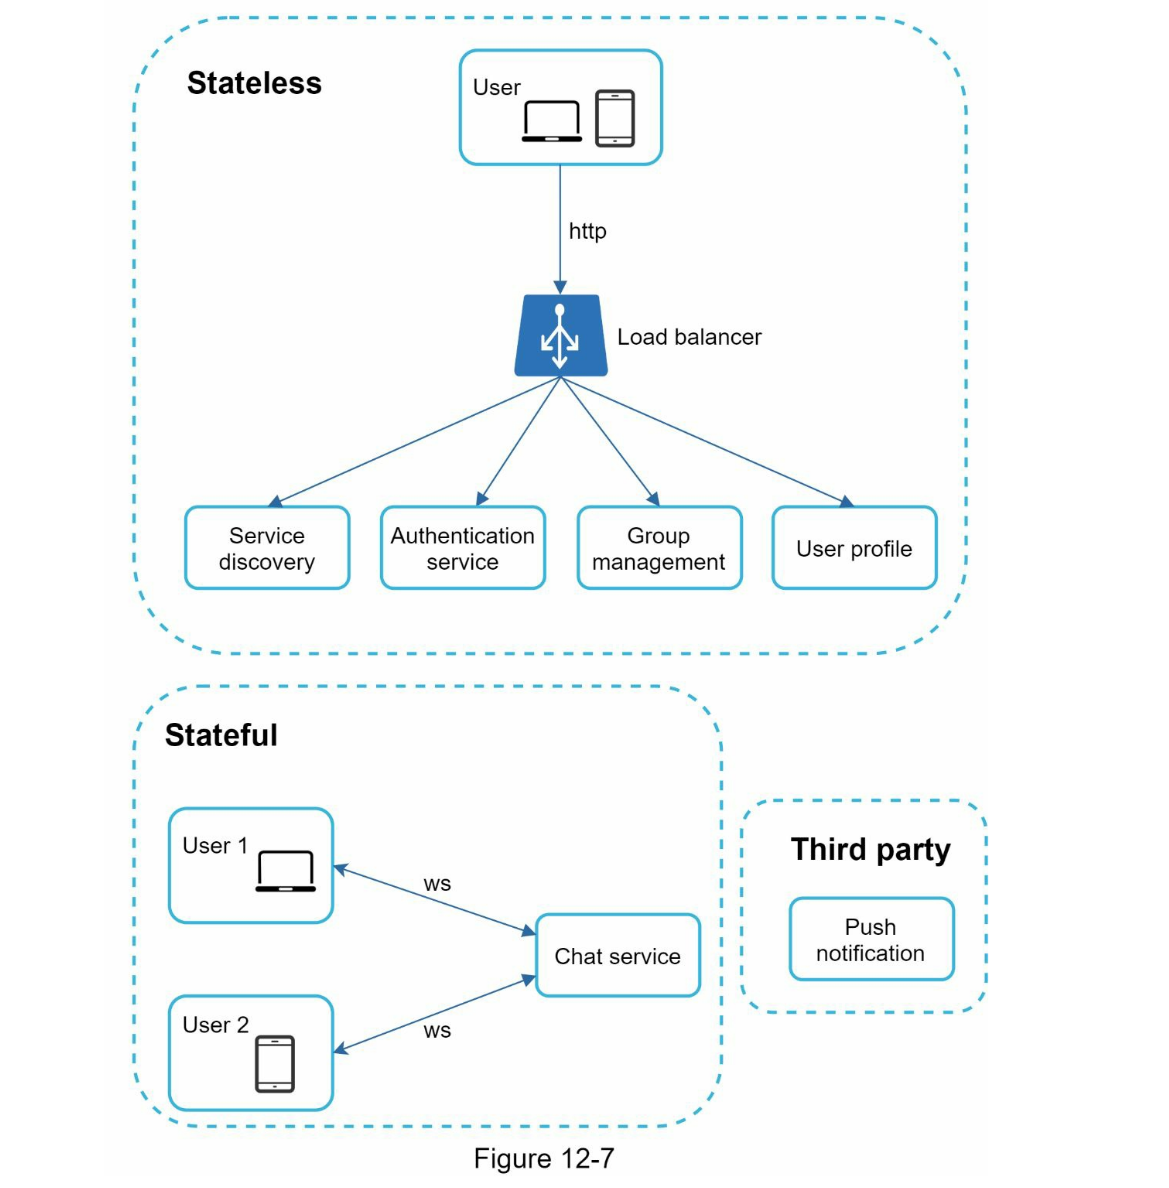 Stateless
User
http
Load balancer
Service
discovery
Authentication
service
Group
management
User profile
Stateful
User 1
ws
Chat service
ws
User 2
Third party
Push
notification
Figure 12-7